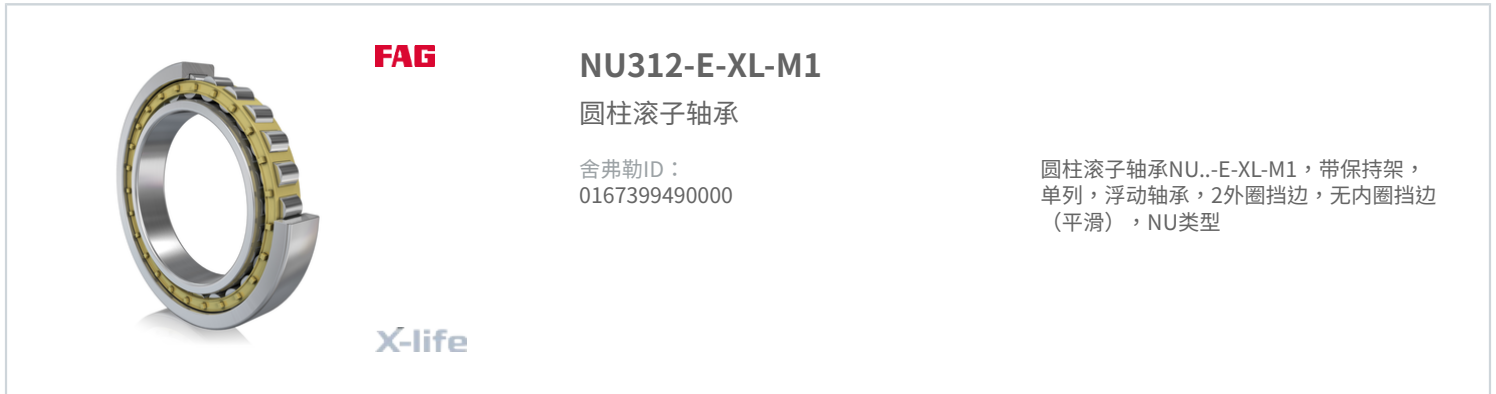 FAG
NU312-E-XL-M1
圆柱滚子轴承
舍弗勒ID：
0167399490000
圆柱滚子轴承NU..-E-XL-M1，带保持架，
单列，浮动轴承，2外圈挡边，无内圈挡边
（平滑），NU类型
X-life